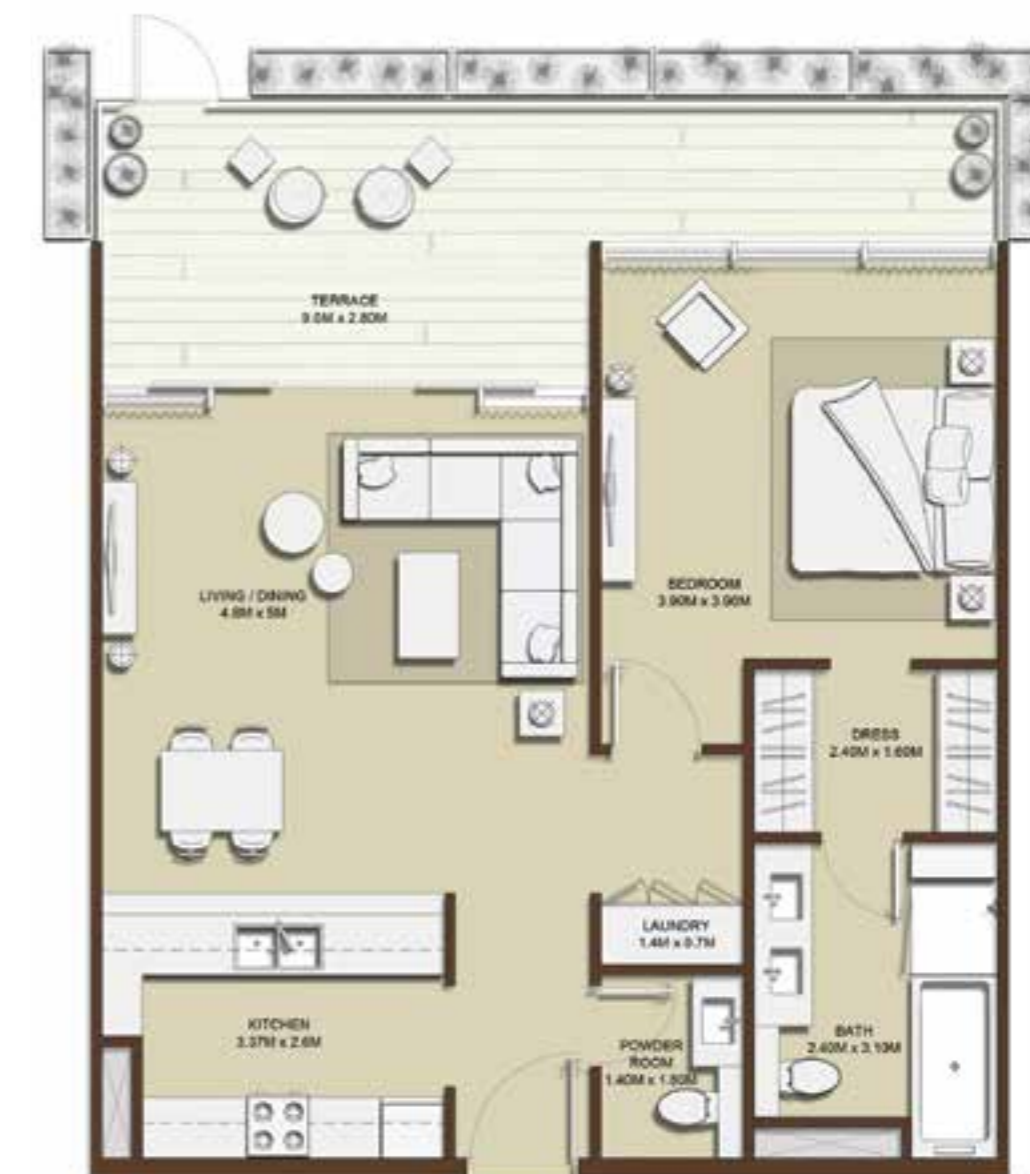 TERRACE
9.0M x 2.80M
LIVING / DINING
4.8M x 5M
BEDROOM
3.90M x 3.90M
DRESS
2.40M x 1.60M
LAUNDRY
1.4M x 0.7M
KITCHEN
3.37M x 2.6M
POWDER
ROOM
1.40M x 1.80M
BATH
2.40M x 3.10M